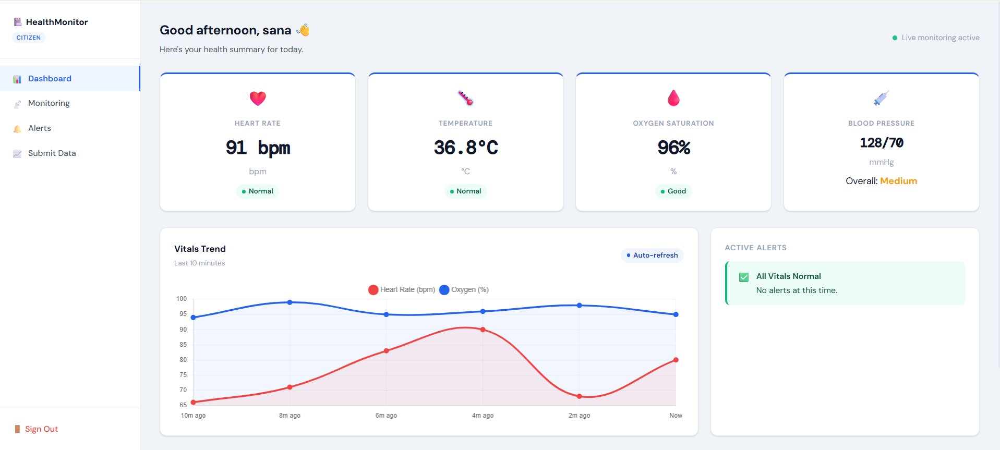 HealthMonitor
CITIZEN
Dashboard
Monitoring
Alerts
Submit Data
Sign Out
Good afternoon, sana
Here's your health summary for today.
Live monitoring active
HEART RATE
91 bpm
bpm
Normal
TEMPERATURE
36.8°C
°C
Normal
OXYGEN SATURATION
96%
%
Good
BLOOD PRESSURE
128/70
mmHg
Overall: Medium
Vitals Trend
Last 10 minutes
Auto-refresh
Heart Rate (bpm) Oxygen (%)
100
95
90
85
80
75
70
65
10m ago 8m ago 6m ago 4m ago 2m ago Now
ACTIVE ALERTS
All Vitals Normal
No alerts at this time.